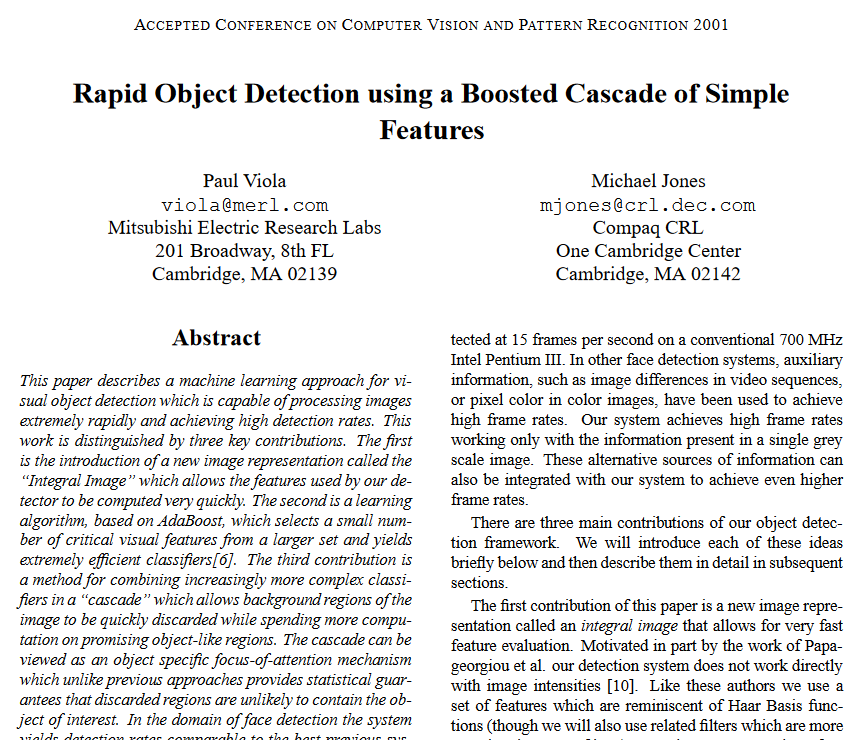 ACCEPTED CONFERENCE ON COMPUTER VISION AND PATTERN RECOGNITION 2001
Rapid Object Detection using a Boosted Cascade of Simple
Features
Paul Viola
viola@merl.com
Mitsubishi Electric Research Labs
201 Broadway, 8th FL
Cambridge, MA 02139
Michael Jones
mjones@crl.dec.com
Compaq CRL
One Cambridge Center
Cambridge, MA 02142
Abstract
This paper describes a machine learning approach for vi-
sual object detection which is capable of processing images
extremely rapidly and achieving high detection rates. This
work is distinguished by three key contributions. The first
is the introduction of a new image representation called the
“Integral Image” which allows the features used by our de-
tector to be computed very quickly. The second is a learning
algorithm, based on AdaBoost, which selects a small num-
ber of critical visual features from a larger set and yields
extremely efficient classifiers[6]. The third contribution is
a method for combining increasingly more complex classi-
fiers in a “cascade” which allows background regions of the
image to be quickly discarded while spending more compu-
tation on promising object-like regions. The cascade can be
viewed as an object specific focus-of-attention mechanism
which unlike previous approaches provides statistical guar-
antees that discarded regions are unlikely to contain the ob-
ject of interest. In the domain of face detection the system
yields detection rates comparable to the best previous sys-
tected at 15 frames per second on a conventional 700 MHz
Intel Pentium III. In other face detection systems, auxiliary
information, such as image differences in video sequences,
or pixel color in color images, have been used to achieve
high frame rates. Our system achieves high frame rates
working only with the information present in a single grey
scale image. These alternative sources of information can
also be integrated with our system to achieve even higher
frame rates.
There are three main contributions of our object detec-
tion framework. We will introduce each of these ideas
briefly below and then describe them in detail in subsequent
sections.
The first contribution of this paper is a new image repre-
sentation called an integral image that allows for very fast
feature evaluation. Motivated in part by the work of Papa-
georgiou et al. our detection system does not work directly
with image intensities [10]. Like these authors we use a
set of features which are reminiscent of Haar Basis func-
tions (though we will also use related filters which are more